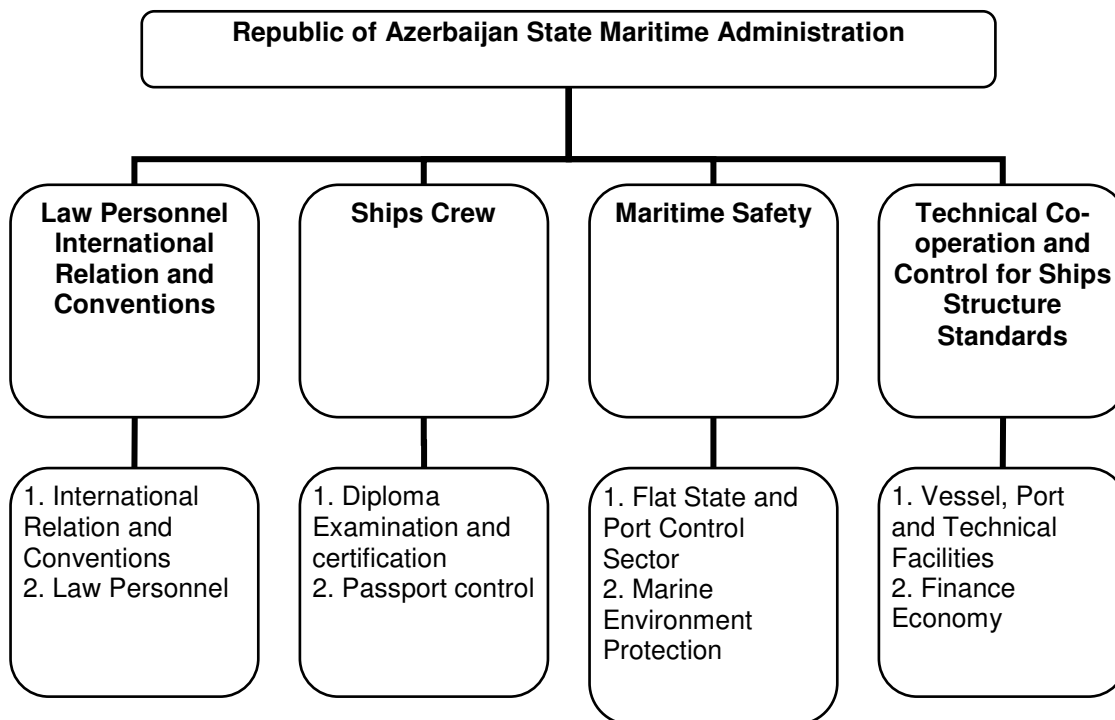 Republic of Azerbaijan State Maritime Administration
Law Personnel
International
Relation and
Conventions
Ships Crew
Maritime Safety
Technical Co-
operation and
Control for Ships
Structure
Standards
1. International
Relation and
Conventions
2. Law Personnel
1. Diploma
Examination and
certification
2. Passport control
1. Flat State and
Port Control
Sector
2. Marine
Environment
Protection
1. Vessel, Port
and Technical
Facilities
2. Finance
Economy